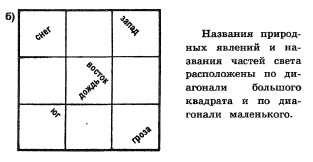 б)
снег
запад
восток
дождь
юг
гроза
Названия природ-
ных явлений и на-
звания частей света
расположены по ди-
агонали большого
квадрата и по диа-
гонали маленького.